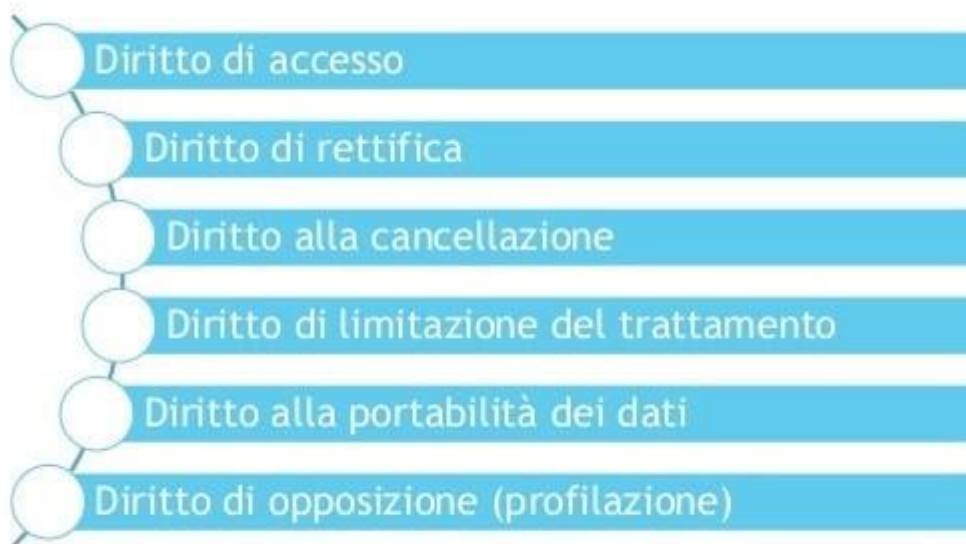 Diritto di accesso
Diritto di rettifica
Diritto alla cancellazione
Diritto di limitazione del trattamento
Diritto alla portabilità dei dati
Diritto di opposizione (profilazione)